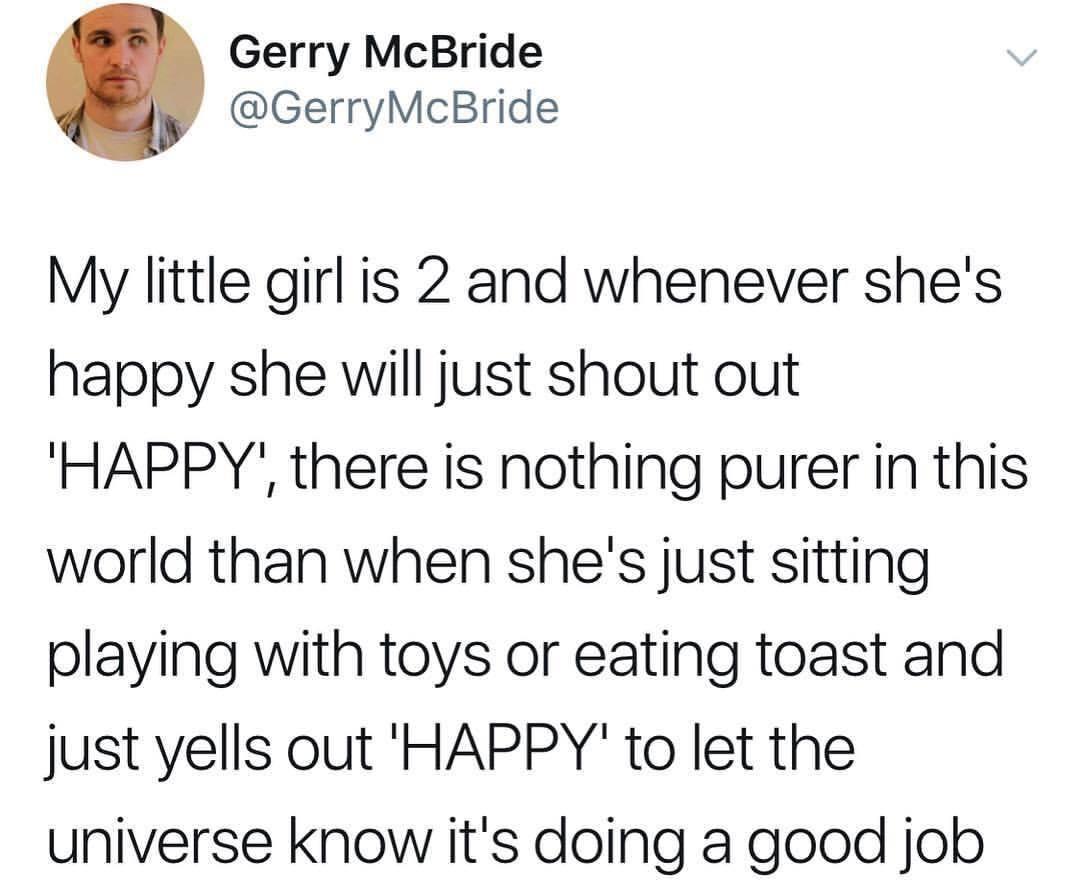 Gerry McBride
@GerryMcBride
My little girl is 2 and whenever she's
happy she will just shout out
'HAPPY', there is nothing purer in this
world than when she's just sitting
playing with toys or eating toast and
just yells out 'HAPPY' to let the
universe know it's doing a good job